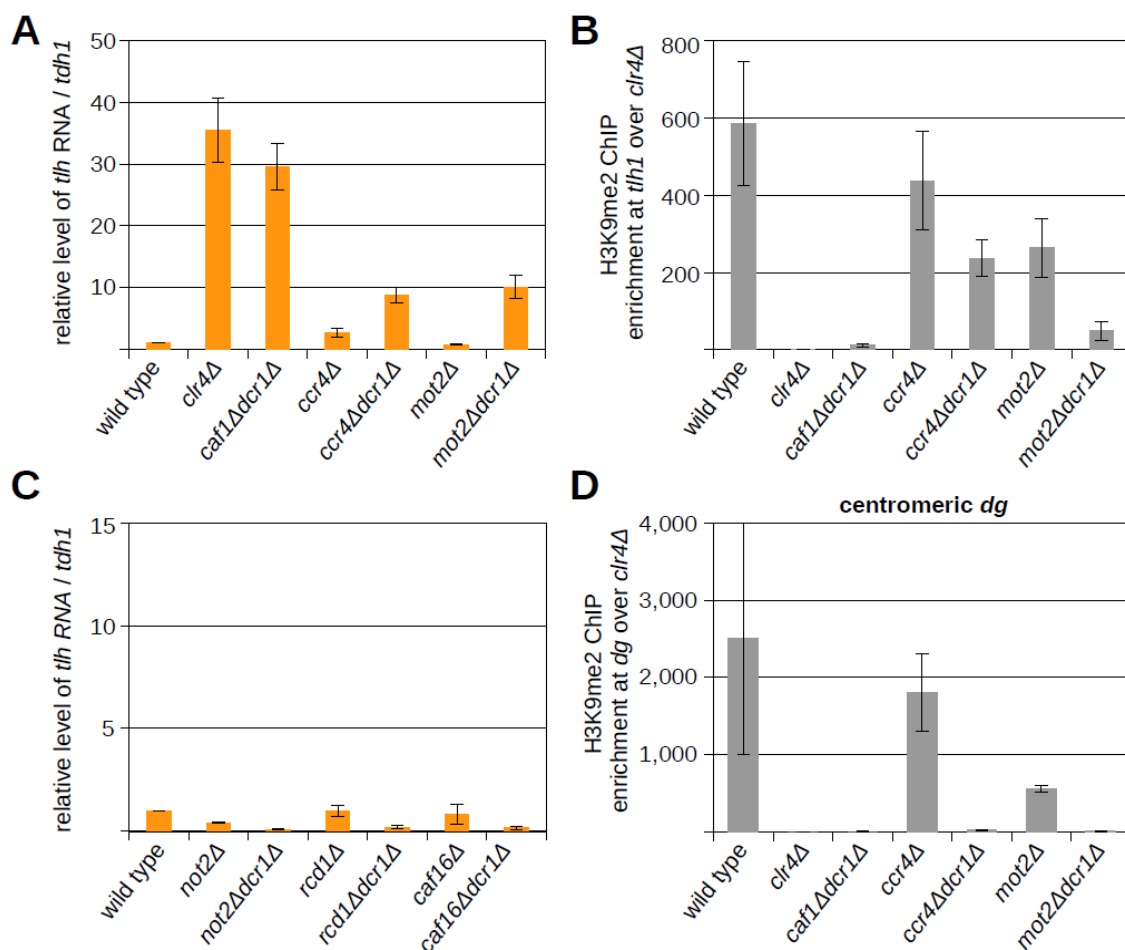 A
relative level of tlh RNA / tdh1
50
40
30
20
10
wild type
clr4Δ
caf1Δdcr1Δ
ccr4Δ
ccr4Δdcr1Δ
mot2Δ
mot2Δdcr1Δ
B
H3K9me2 ChIP
enrichment at tlh1 over clr4Δ
800
600
400
200
wild type
clr4Δ
caf1Δdcr1Δ
ccr4Δ
ccr4Δdcr1Δ
mot2Δ
mot2Δdcr1Δ
C
relative level of tlh RNA / tdh1
15
10
5
wild type
not2Δ
not2Δdcr1Δ
rcd1Δ
rcd1Δdcr1Δ
caf16Δ
caf16Δdcr1Δ
D
centromeric dg
H3K9me2 ChIP
enrichment at dg over clr4Δ
4,000
3,000
2,000
1,000
wild type
clr4Δ
caf1Δdcr1Δ
ccr4Δ
ccr4Δdcr1Δ
mot2Δ
mot2Δdcr1Δ